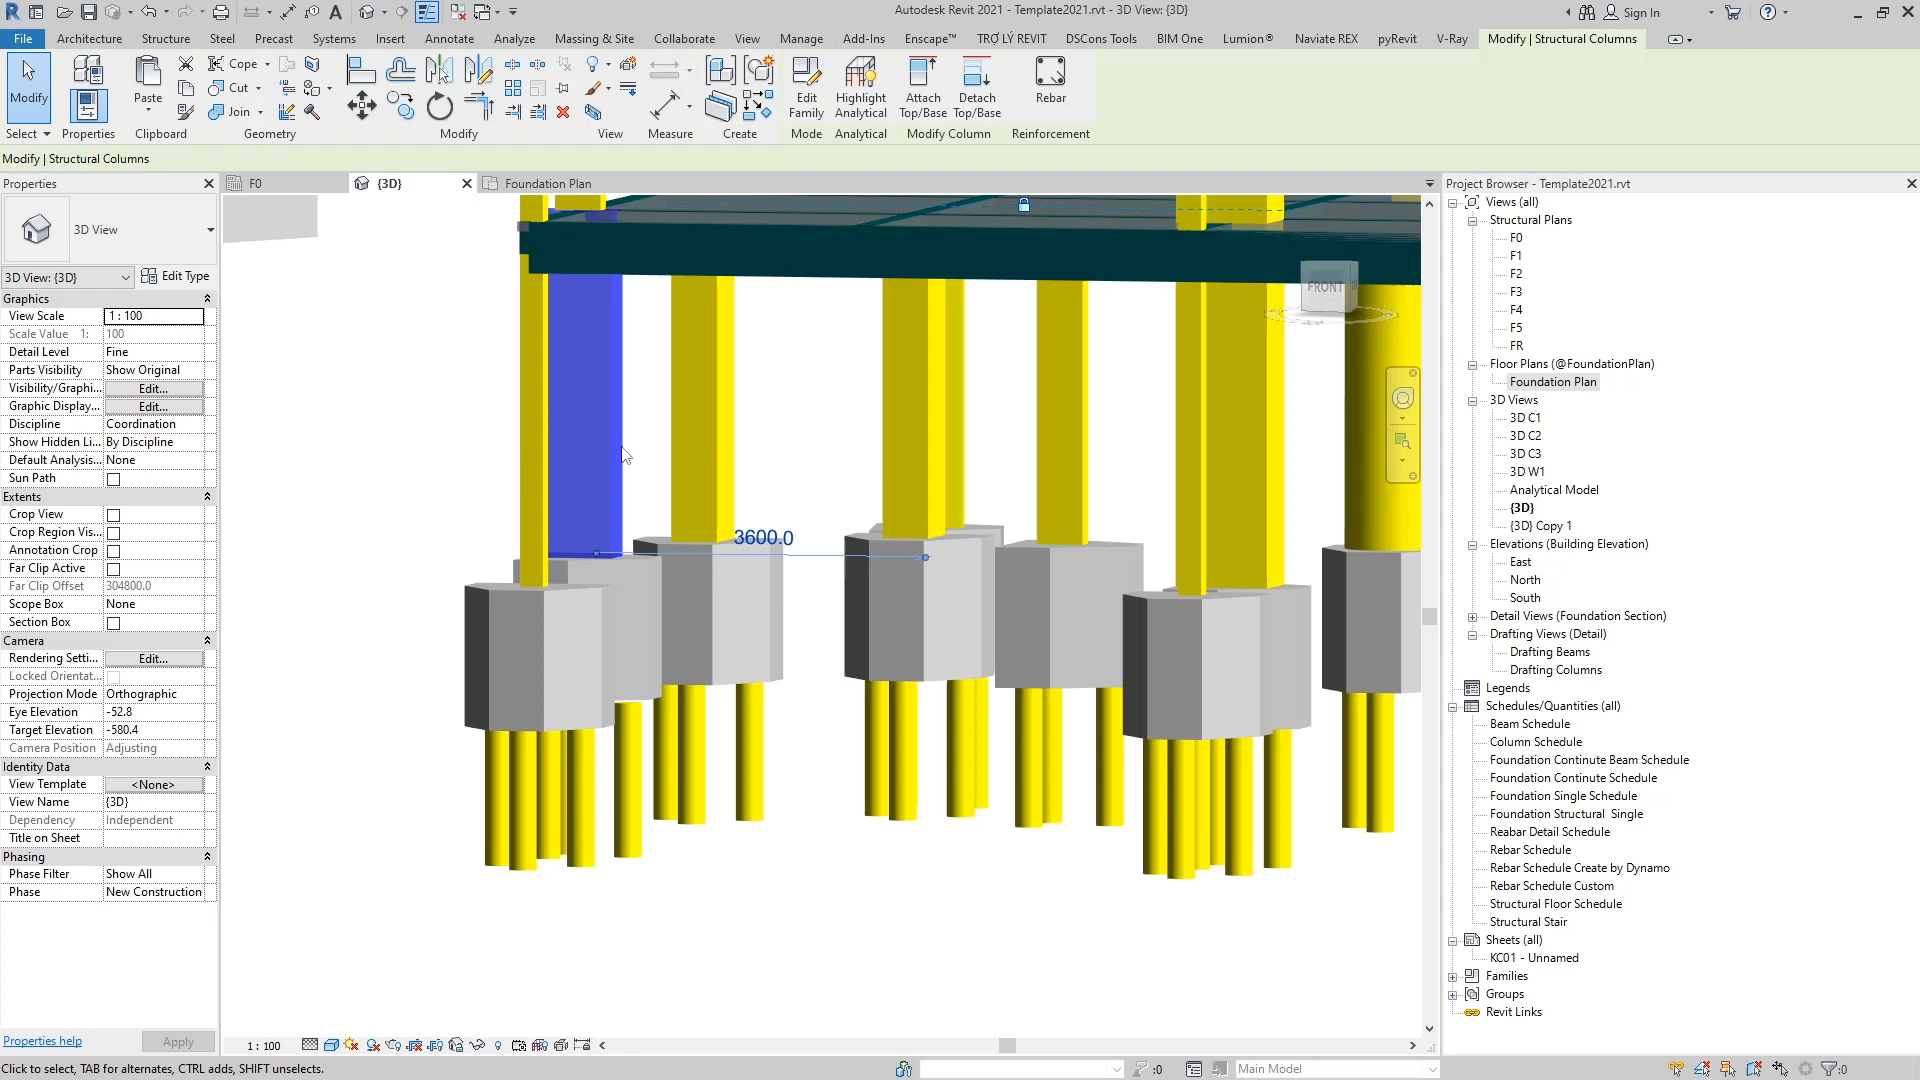 Autodesk Revit 2021 - Template2021.rvt - 3D View: {3D}
Sign In
File Architecture Structure Steel Precast Systems Insert Annotate Analyze Massing & Site Collaborate View Manage Add-Ins Enscape™ TRỢ LÝ REVIT DSCons Tools BIM One Lumion® Naviate REX pyRevit V-Ray Modify | Structural Columns
Modify
Paste
Cope
Cut
Join
Edit Family
Highlight Analytical
Attach Top/Base
Detach Top/Base
Rebar
Select Properties Clipboard Geometry Modify View Measure Create Mode Analytical Modify Column Reinforcement
Modify | Structural Columns
Properties
F0
{3D}
Foundation Plan
Project Browser - Template2021.rvt
3D View
3D View: {3D}
Edit Type
Graphics
View Scale 1 : 100
Scale Value 1: 100
Detail Level Fine
Parts Visibility Show Original
Visibility/Graphi... Edit...
Graphic Display... Edit...
Discipline Coordination
Show Hidden Li... By Discipline
Default Analysis... None
Sun Path
Extents
Crop View
Crop Region Vis...
Annotation Crop
Far Clip Active
Far Clip Offset 304800.0
Scope Box None
Section Box
Camera
Rendering Setti... Edit...
Locked Orientat...
Projection Mode Orthographic
Eye Elevation -52.8
Target Elevation -580.4
Camera Position Adjusting
Identity Data
View Template <None>
View Name {3D}
Dependency Independent
Title on Sheet
Phasing
Phase Filter Show All
Phase New Construction
Properties help
Apply
FRONT
3600.0
Views (all)
Structural Plans
F0
F1
F2
F3
F4
F5
FR
Floor Plans (@FoundationPlan)
Foundation Plan
3D Views
3D C1
3D C2
3D C3
3D W1
Analytical Model
{3D}
{3D} Copy 1
Elevations (Building Elevation)
East
North
South
Detail Views (Foundation Section)
Drafting Views (Detail)
Drafting Beams
Drafting Columns
Legends
Schedules/Quantities (all)
Beam Schedule
Column Schedule
Foundation Continute Beam Schedule
Foundation Continute Schedule
Foundation Single Schedule
Foundation Structural Single
Reabar Detail Schedule
Rebar Schedule
Rebar Schedule Create by Dynamo
Rebar Schedule Custom
Structural Floor Schedule
Structural Stair
Sheets (all)
KC01 - Unnamed
Families
Groups
Revit Links
1 : 100
Click to select, TAB for alternates, CTRL adds, SHIFT unselects.
:0
Main Model
:0